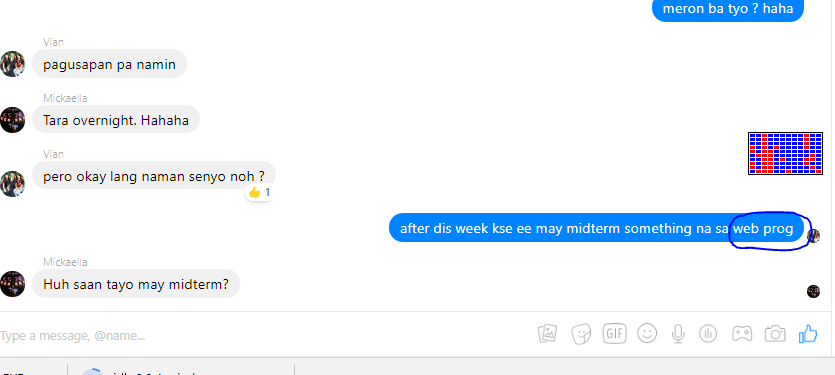 meron ba tyo ? haha
Vian
pagusapan pa namin
Mickaella
Tara overnight. Hahaha
Vian
pero okay lang naman senyo noh ?
1
after dis week kse ee may midterm something na sa web prog
Mickaella
Huh saan tayo may midterm?
Type a message, @name...
GIF